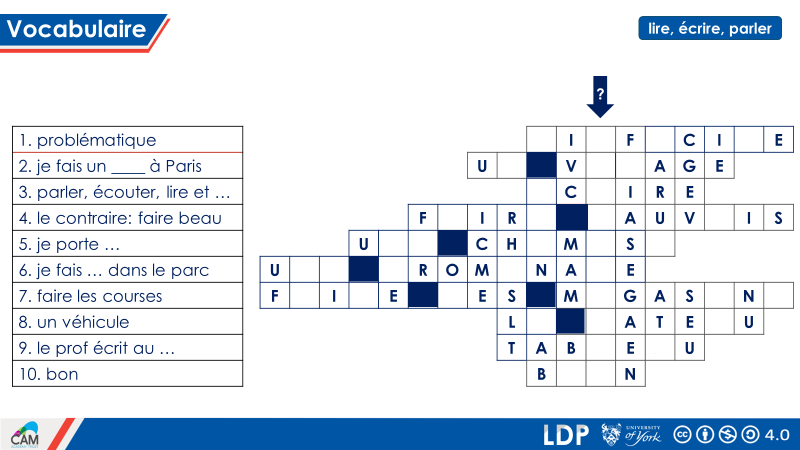 Vocabulaire
lire, écrire, parler
?
1. problématique
2. je fais un ____ à Paris
3. parler, écouter, lire et …
4. le contraire: faire beau
5. je porte …
6. je fais … dans le parc
7. faire les courses
8. un véhicule
9. le prof écrit au …
10. bon
I F C I E
U V A G E
C I R E
F I R A U V I S
U C H M S
U R O M N A E
F I E E S M G A S N
L A T E U
T A B E U
B N
CAM
LDP
UNIVERSITY
of York
cc
4.0